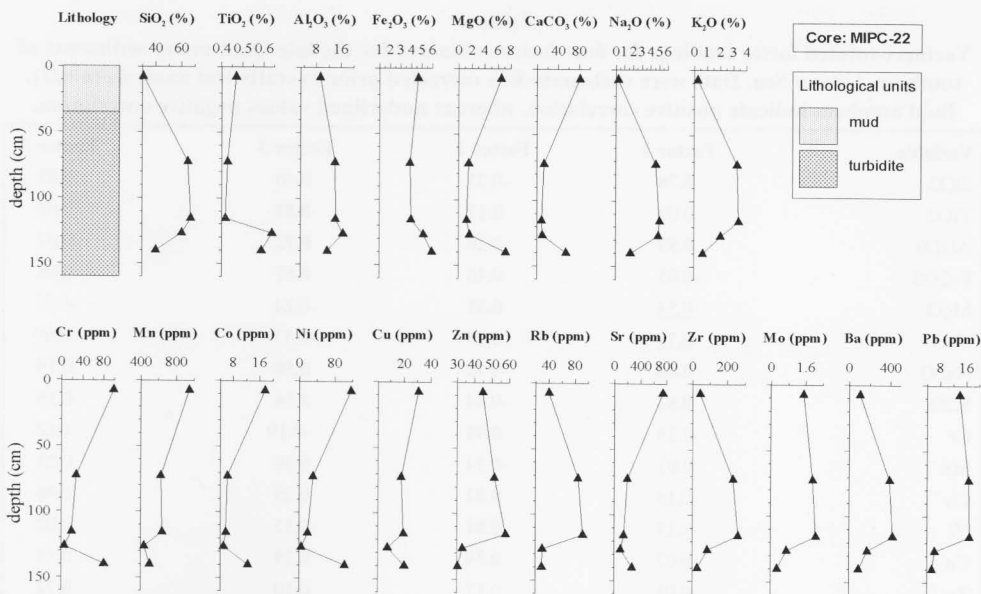 Lithology SiO₂ (%) TiO₂ (%) Al₂O₃ (%) Fe₂O₃ (%) MgO (%) CaCO₃ (%) Na₂O (%) K₂O (%)
40 60 0.4 0.5 0.6 8 16 1 2 3 4 5 6 0 2 4 6 8 0 40 80 0 1 2 3 4 5 6 0 1 2 3 4
Core: MIPC-22
Lithological units
mud
turbidite
depth (cm)
0
50
100
150
Cr (ppm) Mn (ppm) Co (ppm) Ni (ppm) Cu (ppm) Zn (ppm) Rb (ppm) Sr (ppm) Zr (ppm) Mo (ppm) Ba (ppm) Pb (ppm)
0 40 80 400 800 8 16 0 80 20 40 30 40 50 60 40 80 0 400 800 0 200 0 1.6 0 400 8 16
depth (cm)
0
50
100
150